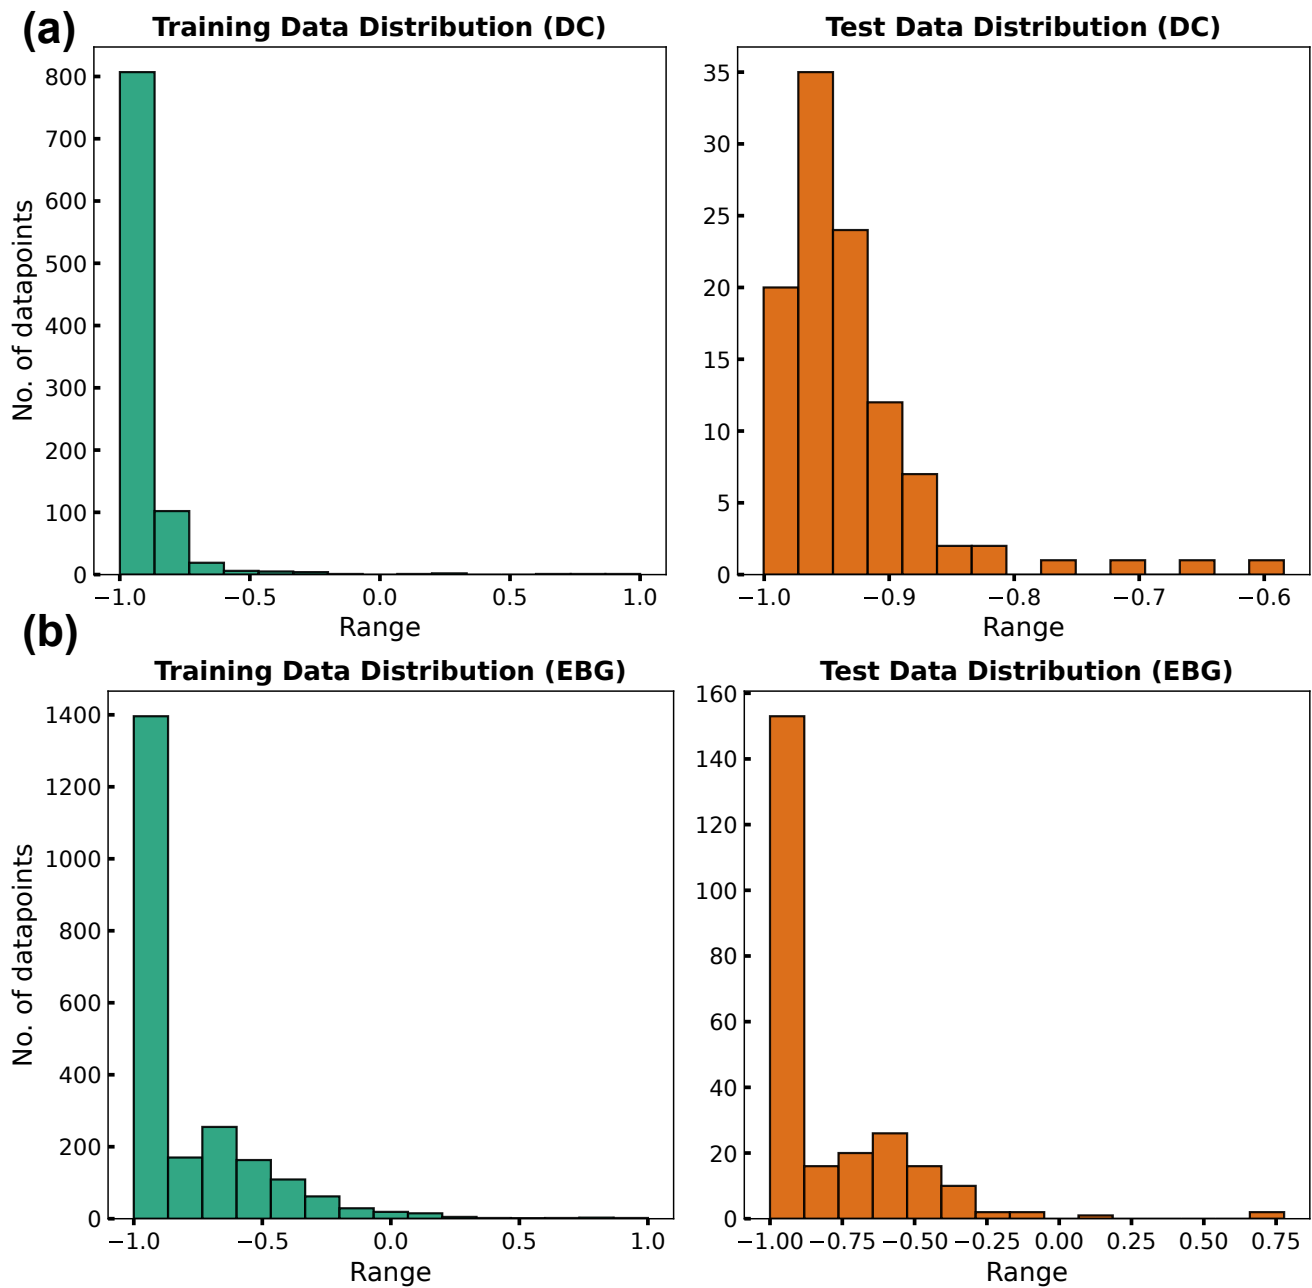 (a)
Training Data Distribution (DC)
No. of datapoints
800
700
600
500
400
300
200
100
0
−1.0 −0.5 0.0 0.5 1.0
Range
Test Data Distribution (DC)
35
30
25
20
15
10
5
0
−1.0 −0.9 −0.8 −0.7 −0.6
Range
(b)
Training Data Distribution (EBG)
No. of datapoints
1400
1200
1000
800
600
400
200
0
−1.0 −0.5 0.0 0.5 1.0
Range
Test Data Distribution (EBG)
160
140
120
100
80
60
40
20
0
−1.00 −0.75 −0.50 −0.25 0.00 0.25 0.50 0.75
Range